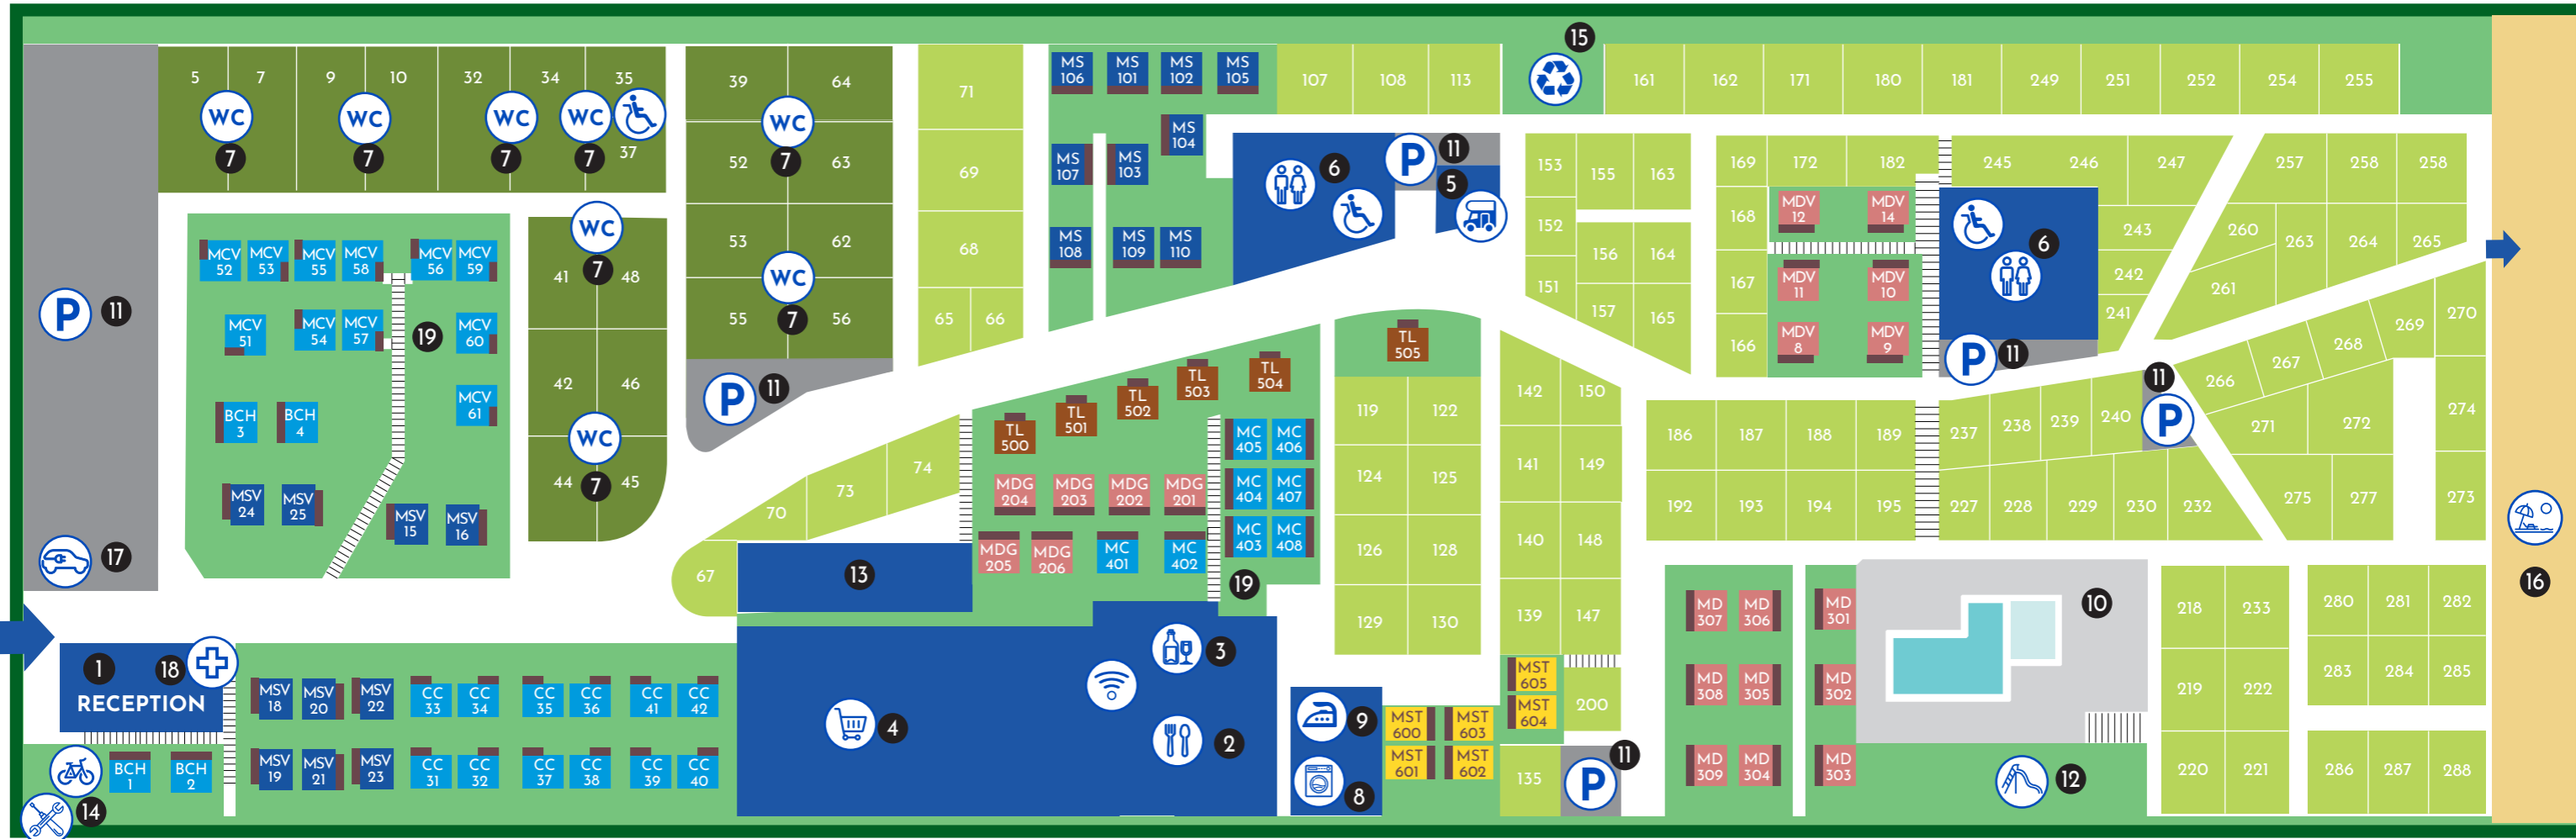 15
5
7
9
10
32
34
35
37
WC
WC
WC
WC
7
7
7
7
39
64
WC
7
52
63
53
62
WC
7
55
56
71
69
68
65
66
MS
106
MS
101
MS
102
MS
105
MS
104
MS
107
MS
103
MS
108
MS
109
MS
110
107
108
113
161
162
171
180
181
249
251
252
254
255
6
P
11
5
153
155
163
152
156
164
151
157
165
169
172
182
168
167
166
MDV
12
MDV
14
MDV
11
MDV
10
MDV
8
MDV
9
245
246
247
243
242
241
6
P
11
257
258
258
260
263
264
265
261
270
269
268
267
266
271
272
274
275
277
273
P
11
MCV
52
MCV
53
MCV
55
MCV
58
MCV
56
MCV
59
MCV
51
MCV
54
MCV
57
19
MCV
60
MCV
61
BCH
3
BCH
4
MSV
24
MSV
25
MSV
15
MSV
16
17
WC
7
41
48
42
46
WC
44
7
45
P
11
67
70
73
74
13
TL
500
TL
501
TL
502
TL
503
TL
504
TL
505
MDG
204
MDG
203
MDG
202
MDG
201
MDG
205
MDG
206
MC
401
MC
402
MC
405
MC
406
MC
404
MC
407
MC
403
MC
408
19
119
122
124
125
126
128
129
130
142
150
141
149
140
148
139
147
186
187
188
189
192
193
194
195
237
238
239
240
11
P
227
228
229
230
232
16
1
18
RECEPTION
14
BCH
1
BCH
2
MSV
18
MSV
20
MSV
22
MSV
19
MSV
21
MSV
23
CC
33
CC
34
CC
35
CC
36
CC
41
CC
42
CC
31
CC
32
CC
37
CC
38
CC
39
CC
40
4
3
2
9
8
MST
605
MST
604
MST
600
MST
603
MST
601
MST
602
200
135
P
11
MD
307
MD
306
MD
301
MD
308
MD
305
MD
302
MD
309
MD
304
MD
303
10
12
218
233
219
222
220
221
280
281
282
283
284
285
286
287
288